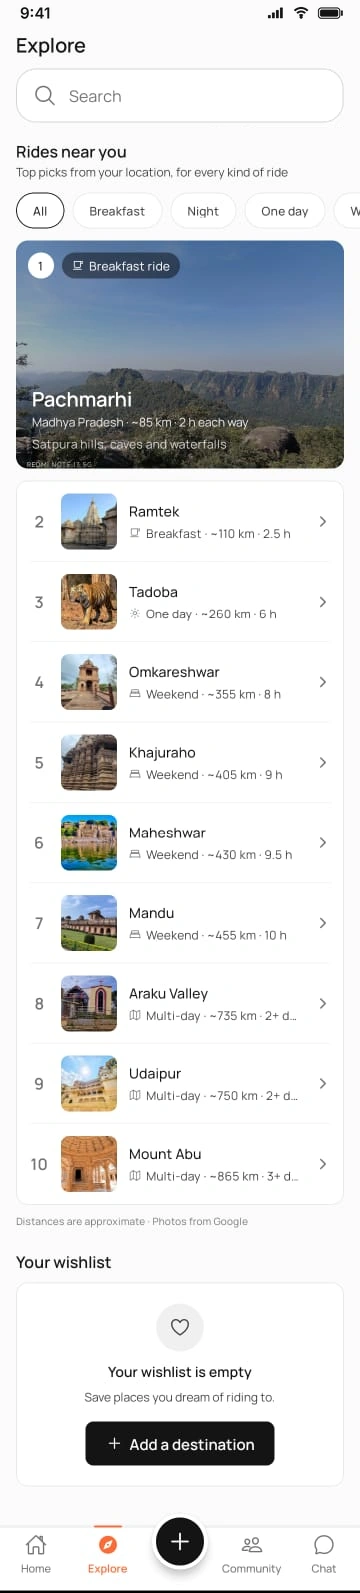 9:41
Explore
Search
Rides near you
Top picks from your location, for every kind of ride
All
Breakfast
Night
One day
W
1
Breakfast ride
Pachmarhi
Madhya Pradesh · ~85 km · 2 h each way
Satpura hills, caves and waterfalls
REDMI NOTE 13 5G
2
Ramtek
Breakfast · ~110 km · 2.5 h
3
Tadoba
One day · ~260 km · 6 h
4
Omkareshwar
Weekend · ~355 km · 8 h
5
Khajuraho
Weekend · ~405 km · 9 h
6
Maheshwar
Weekend · ~430 km · 9.5 h
7
Mandu
Weekend · ~455 km · 10 h
8
Araku Valley
Multi-day · ~735 km · 2+ d...
9
Udaipur
Multi-day · ~750 km · 2+ d...
10
Mount Abu
Multi-day · ~865 km · 3+ d...
Distances are approximate · Photos from Google
Your wishlist
Your wishlist is empty
Save places you dream of riding to.
+ Add a destination
Home
Explore
+
Community
Chat